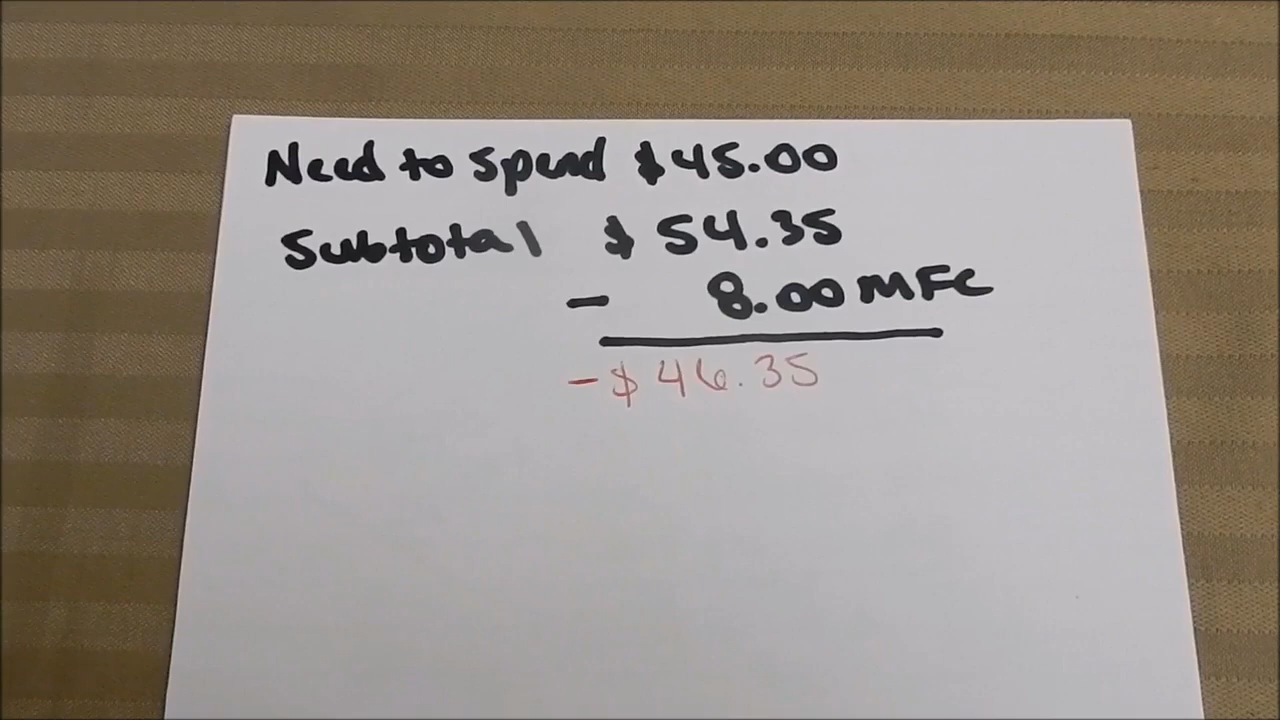 Need to spend $45.00
Subtotal $ 54.35
- 8.00 MFC
- $ 46.35